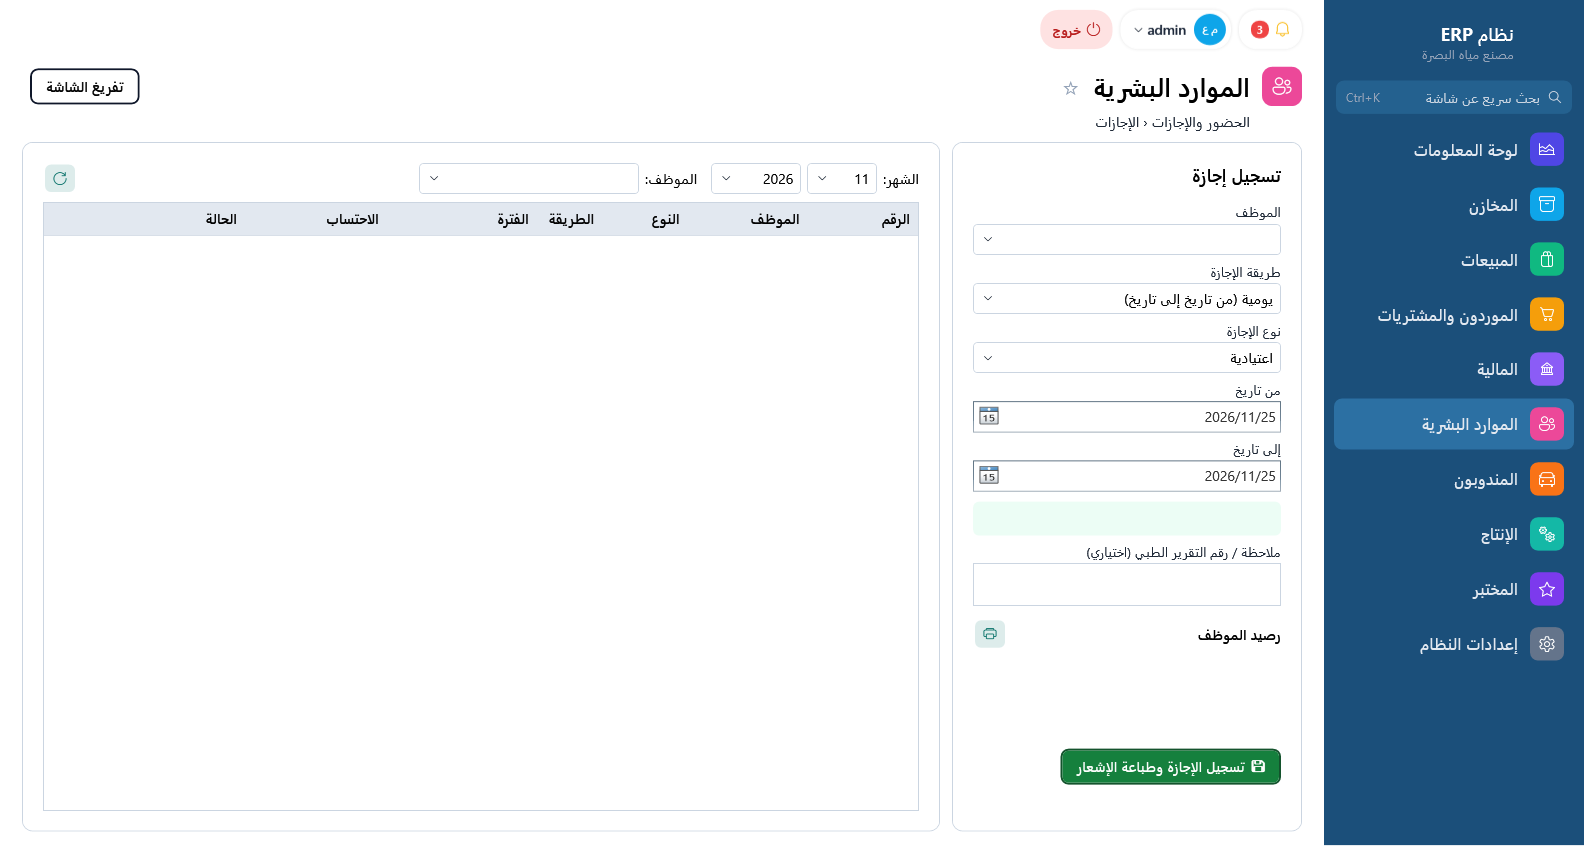 نظام ERP
مصنع مياه البصرة
بحث سريع عن شاشة Ctrl+K
لوحة المعلومات
المخازن
المبيعات
الموردون والمشتريات
المالية
الموارد البشرية
المندوبون
الإنتاج
المختبر
إعدادات النظام
3
م ع admin
خروج
الموارد البشرية
الحضور والإجازات › الإجازات
تفريغ الشاشة
تسجيل إجازة
الموظف
طريقة الإجازة
يومية (من تاريخ إلى تاريخ)
نوع الإجازة
اعتيادية
من تاريخ
2026/11/25
15
إلى تاريخ
2026/11/25
15
ملاحظة / رقم التقرير الطبي (اختياري)
رصيد الموظف
تسجيل الإجازة وطباعة الإشعار
الشهر: 11 2026 الموظف:
الرقم الموظف النوع الطريقة الفترة الاحتساب الحالة